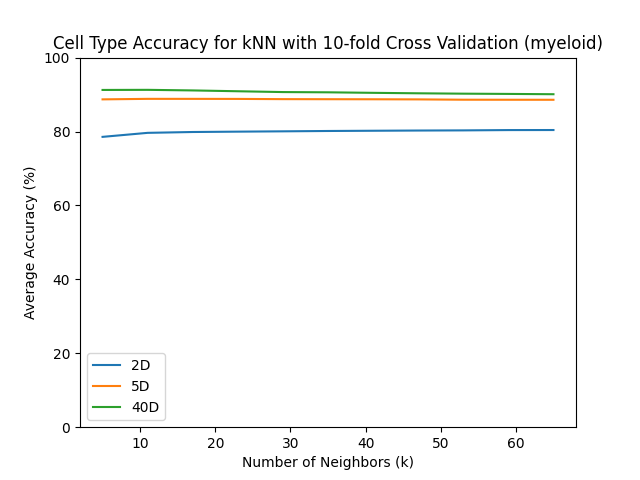 Cell Type Accuracy for kNN with 10-fold Cross Validation (myeloid)
100
80
60
40
20
0
Average Accuracy (%)
2D
5D
40D
10 20 30 40 50 60
Number of Neighbors (k)